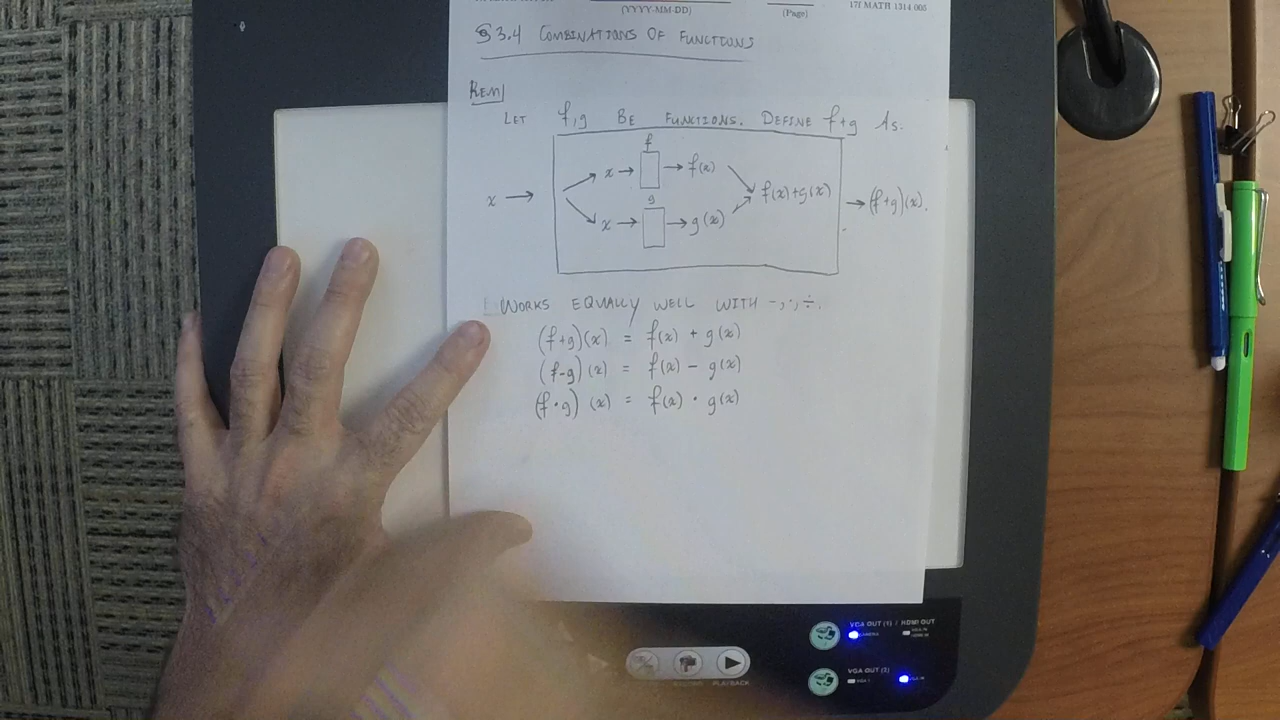 (YYYY-MM-DD) (Page) 17f MATH 1314 005
§ 3.4 COMBINATIONS OF FUNCTIONS
REM
LET f,g BE FUNCTIONS. DEFINE f+g AS.
f
x → x → → f(x)
f(x)+g(x) → (f+g)(x).
g
x → → g(x)
WORKS EQUALLY WELL WITH -, ·, ÷.
(f+g)(x) = f(x) + g(x)
(f-g)(x) = f(x) - g(x)
(f·g)(x) = f(x) · g(x)
VGA OUT (1) / HDMI OUT
VGA OUT (2)
PLAYBACK